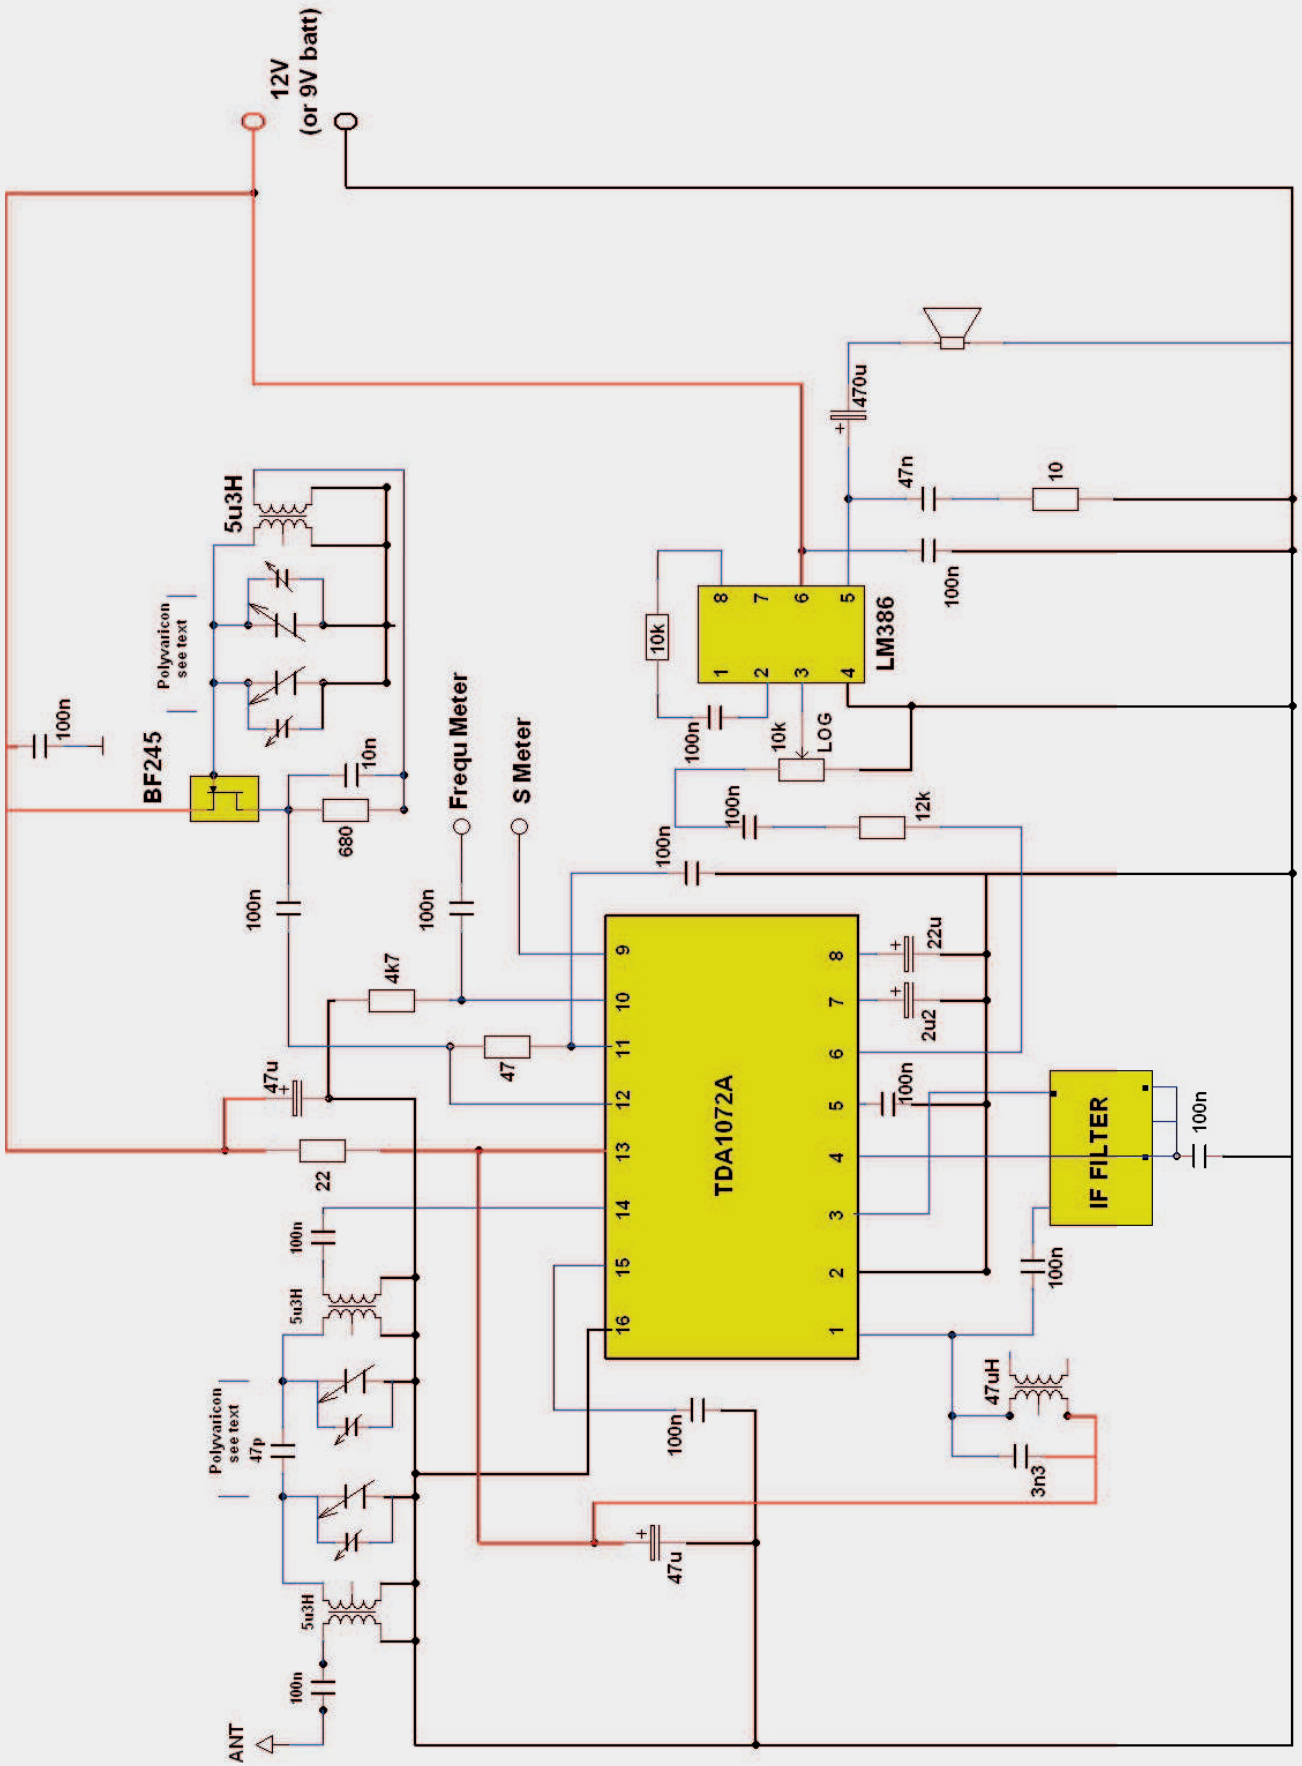 ANT
100n
5u3H
Polyvaricon
see text
47p
5u3H
100n
22
47u
+
4k7
100n
100n
Frequ Meter
S Meter
47
BF245
680
10n
100n
Polyvaricon
see text
5u3H
12V
(or 9V batt)
16
15
14
13
12
11
10
9
TDA1072A
1
2
3
4
5
6
7
8
100n
+
47u
3n3
47uH
100n
IF FILTER
100n
100n
2u2
+
22u
+
100n
12k
100n
10k
LOG
100n
10k
1
2
3
4
8
7
6
5
LM386
100n
47n
10
+
470u